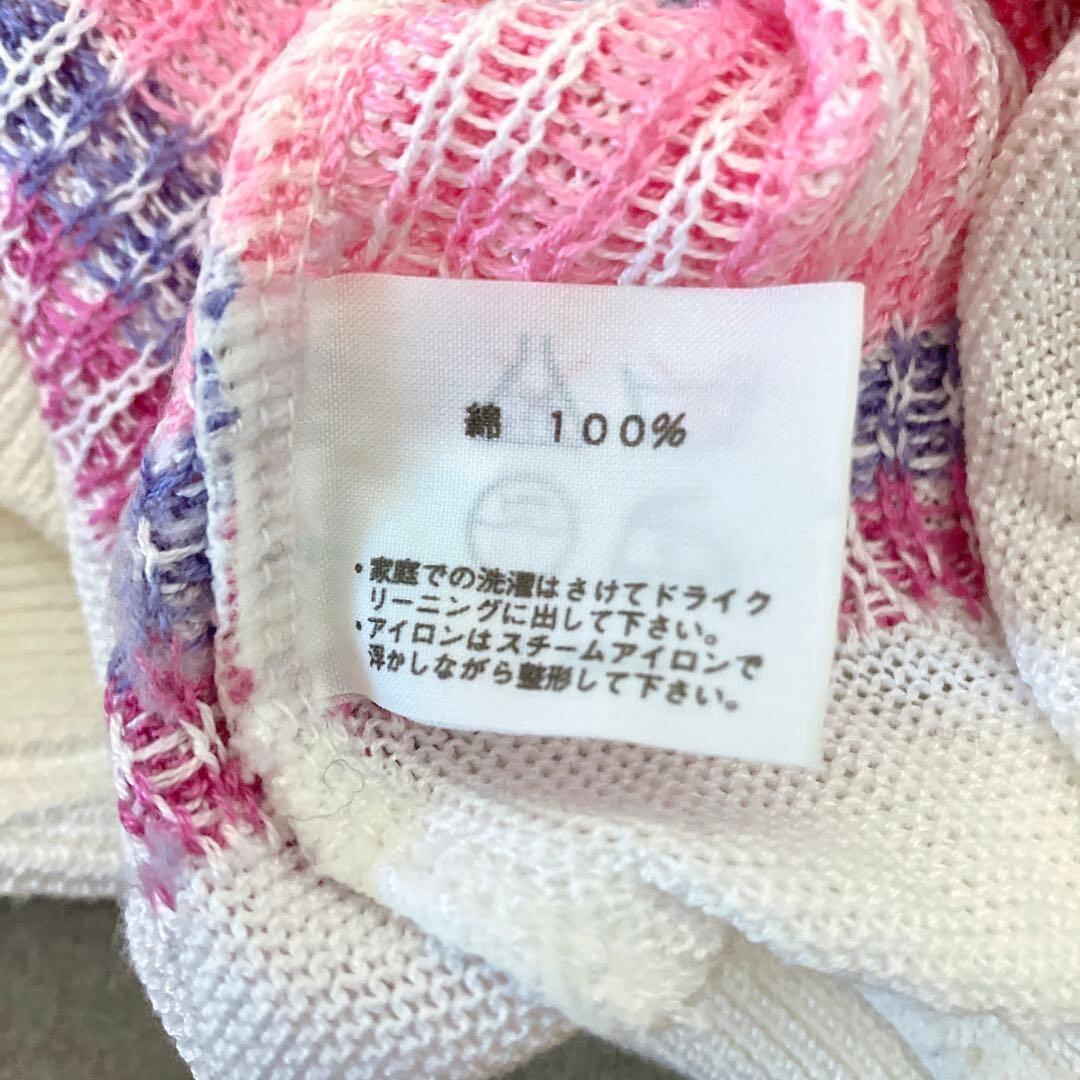 綿 100%
・家庭での洗濯はさけてドライク
リーニングに出して下さい。
・アイロンはスチームアイロンで
浮かしながら整形して下さい。